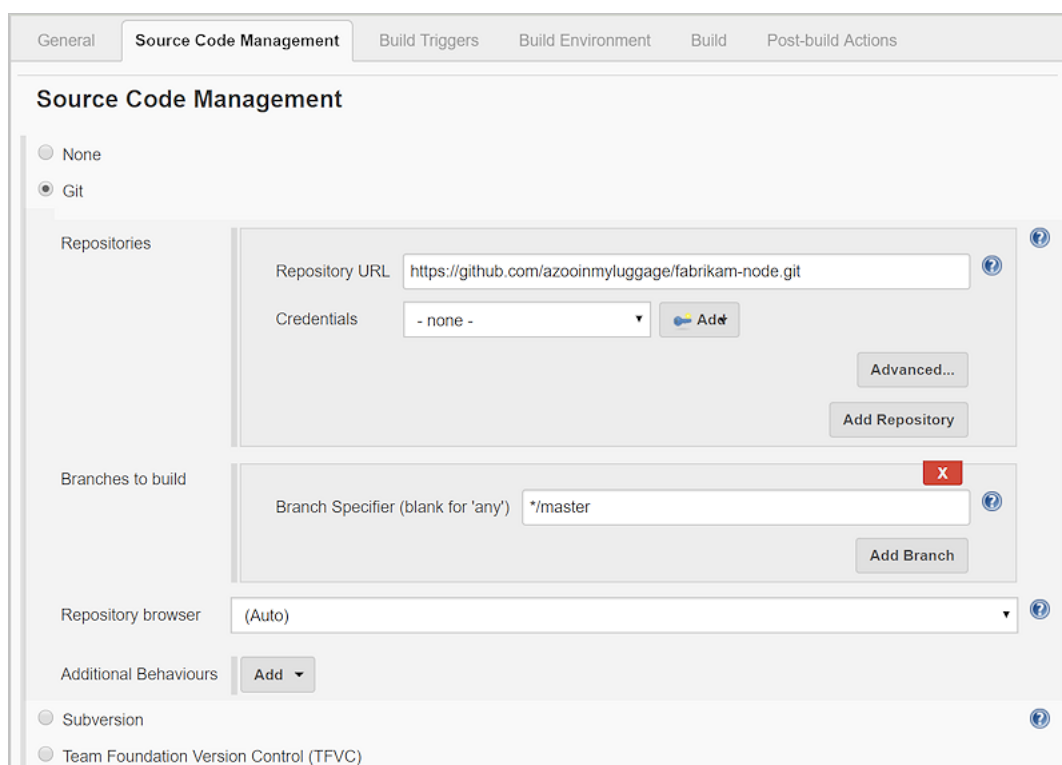 General Source Code Management Build Triggers Build Environment Build Post-build Actions
Source Code Management
None
Git
Repositories
Repository URL https://github.com/azooinmyluggage/fabrikam-node.git
Credentials - none - Add
Advanced...
Add Repository
Branches to build
X
Branch Specifier (blank for 'any') */master
Add Branch
Repository browser (Auto)
Additional Behaviours Add
Subversion
Team Foundation Version Control (TFVC)